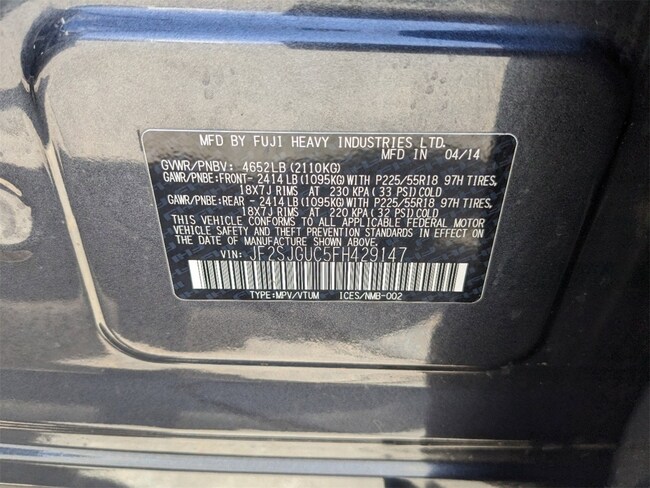 MFD BY FUJI HEAVY INDUSTRIES LTD.
MFD IN 04/14
GVWR/PNBV: 4652LB (2110KG)
GAWR/PNBE:FRONT- 2414 LB (1095KG) WITH P225/55R18 97H TIRES,
18X7J RIMS AT 230 KPA ( 33 PSI) COLD
GAWR/PNBE:REAR - 2414 LB (1095KG) WITH P225/55R18 97H TIRES,
18X7J RIMS AT 220 KPA ( 32 PSI) COLD
THIS VEHICLE CONFORMS TO ALL APPLICABLE FEDERAL MOTOR
VEHICLE SAFETY AND THEFT PREVENTION STANDARDS IN EFFECT ON
THE DATE OF MANUFACTURE SHOWN ABOVE.
VIN: JF2SJGUC5FH429147
TYPE:MPV/VTUM ICES/NMB-002